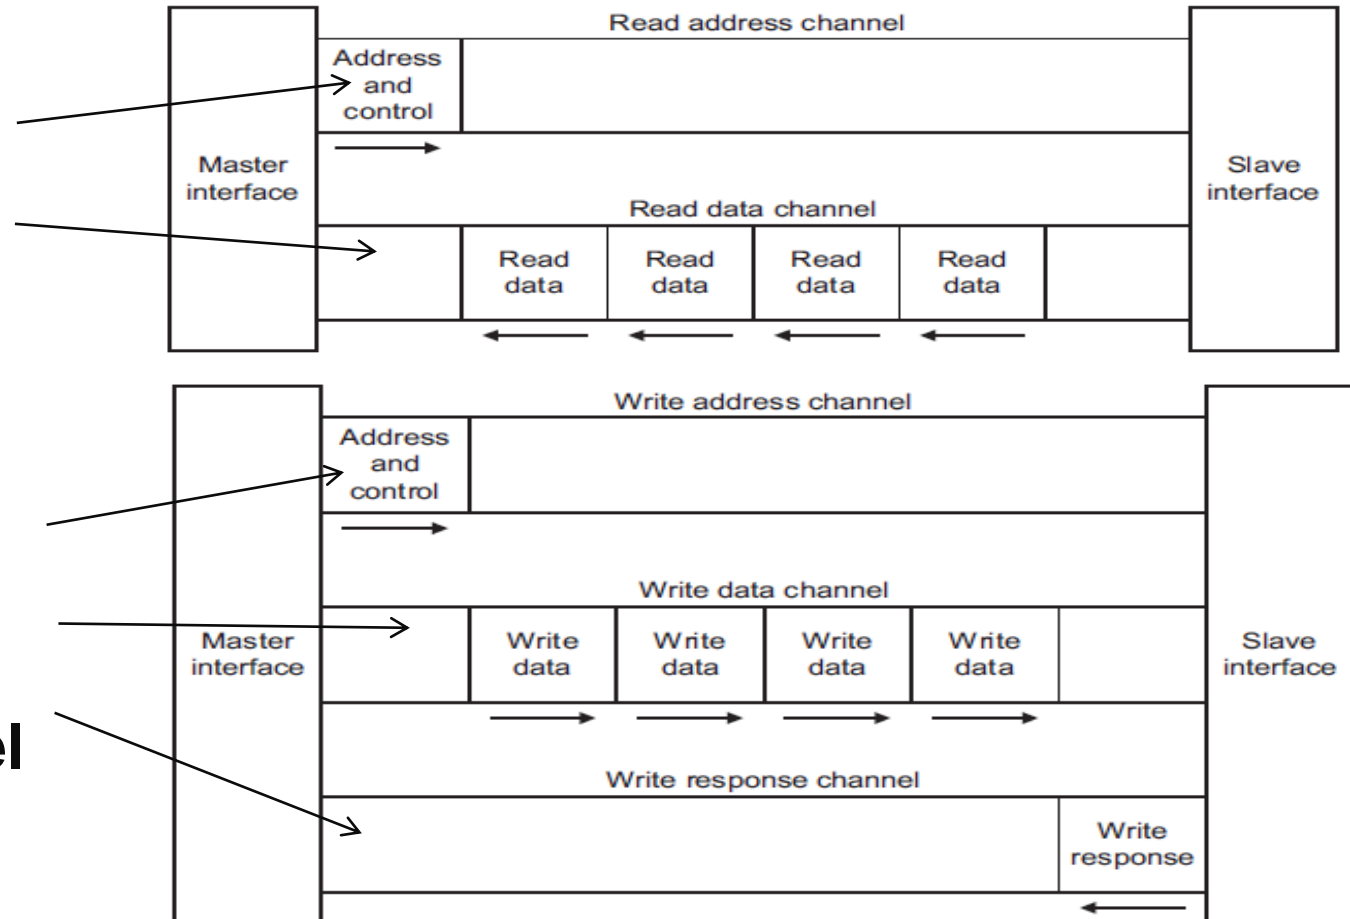 Read address channel
Address
and
control
Master
interface
Slave
interface
Read data channel
Read
data
Read
data
Read
data
Read
data
Write address channel
Address
and
control
Write data channel
Master
interface
Write
data
Write
data
Write
data
Write
data
Slave
interface
el
Write response channel
Write
response